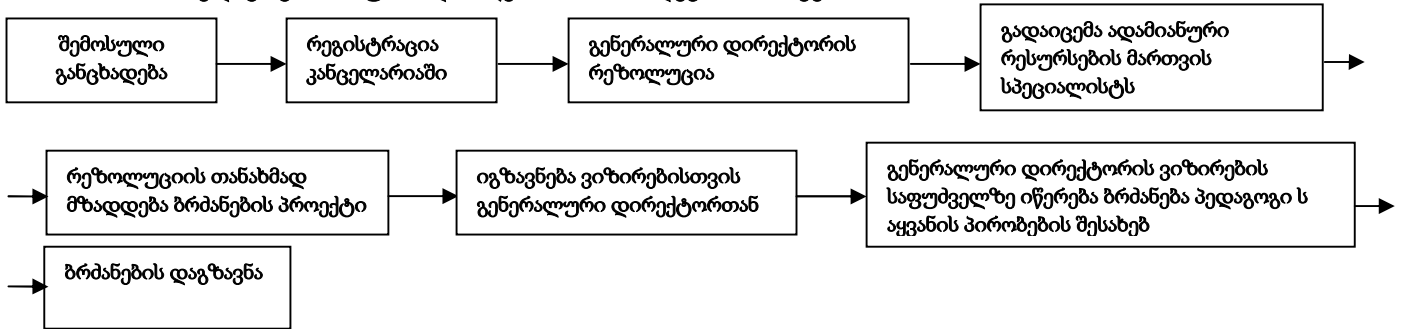 შემოსული
განცხადება
რეგისტრაცია
კანცელარიაში
გენერალური დირექტორის
რეზოლუცია
გადაიცემა ადამიანური
რესურსების მართვის
სპეციალისტს
რეზოლუციის თანახმად
მზადდება ბრძანების პროექტი
იგზავნება ვიზირებისთვის
გენერალური დირექტორთან
გენერალური დირექტორის ვიზირების
საფუძველზე იწერება ბრძანება პედაგოგი ს
აყვანის პირობების შესახებ
ბრძანების დაგზავნა